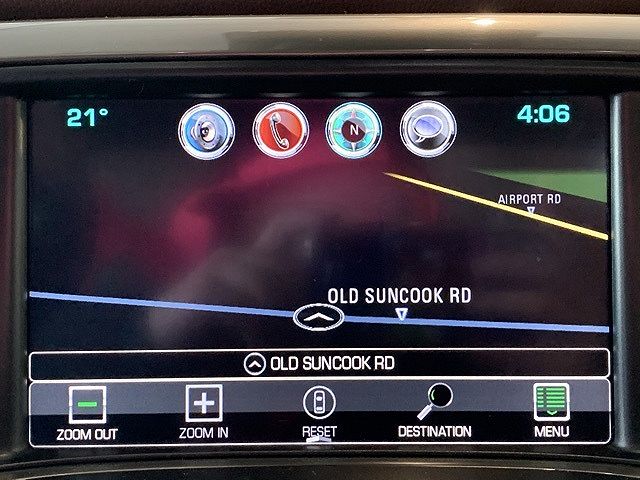 21°
N
4:06
AIRPORT RD
OLD SUNCOOK RD
OLD SUNCOOK RD
ZOOM OUT
ZOOM IN
RESET
DESTINATION
MENU